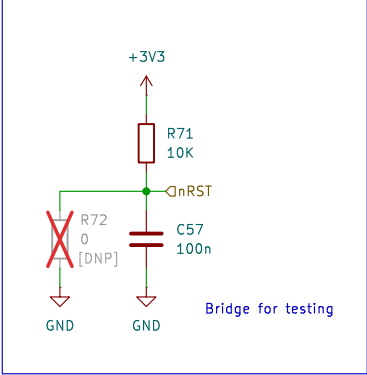 +3V3
R71
10K
nRST
R72
0
[DNP]
C57
100n
Bridge for testing
GND
GND